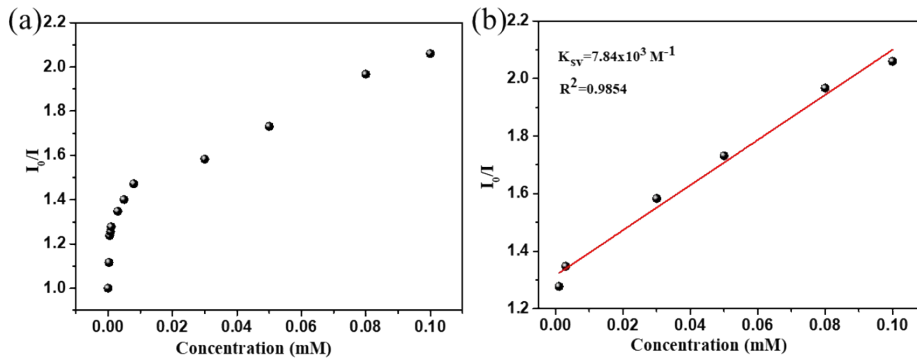 (a)
2.2
2.0
1.8
1.6
1.4
1.2
1.0
I₀/I
0.00 0.02 0.04 0.06 0.08 0.10
Concentration (mM)
(b)
2.2
2.0
1.8
1.6
1.4
1.2
I₀/I
K_SV=7.84x10³ M⁻¹
R²=0.9854
0.00 0.02 0.04 0.06 0.08 0.10
Concentration (mM)